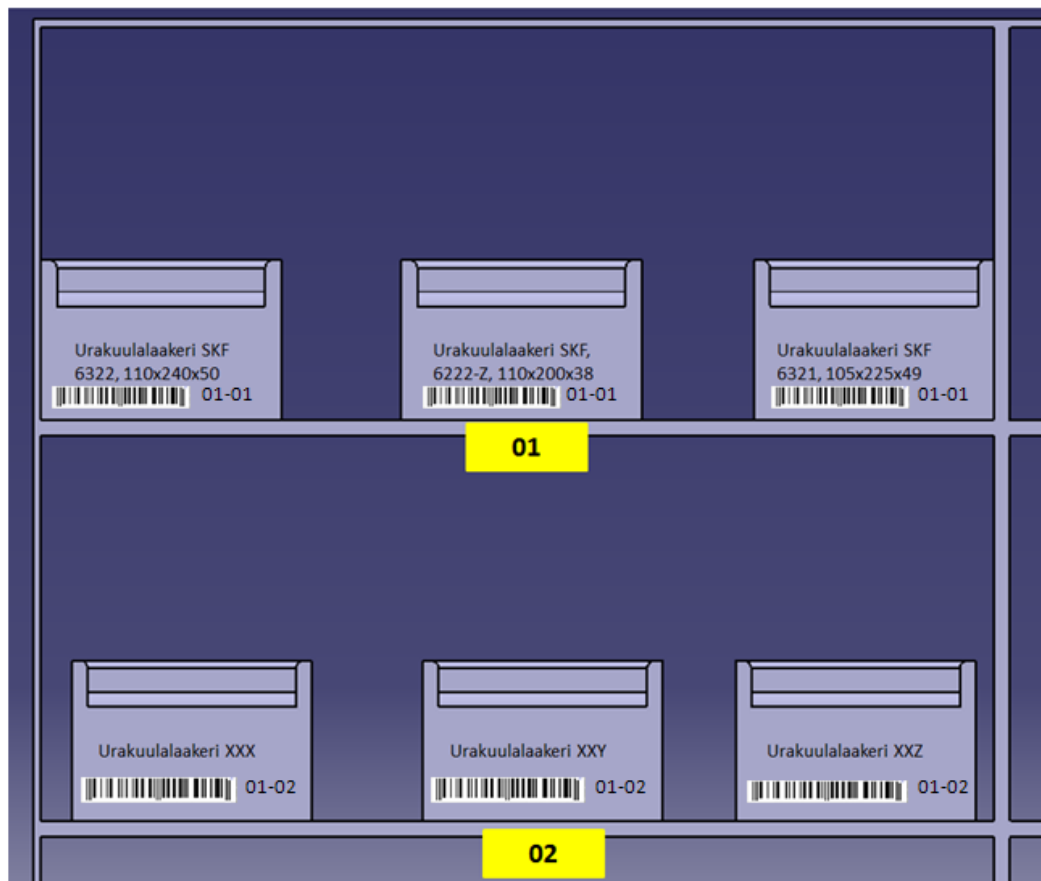 Urakuulalaakeri SKF
6322, 110x240x50
01-01
Urakuulalaakeri SKF,
6222-Z, 110x200x38
01-01
Urakuulalaakeri SKF
6321, 105x225x49
01-01
01
Urakuulalaakeri XXX
01-02
Urakuulalaakeri XXY
01-02
Urakuulalaakeri XXZ
01-02
02